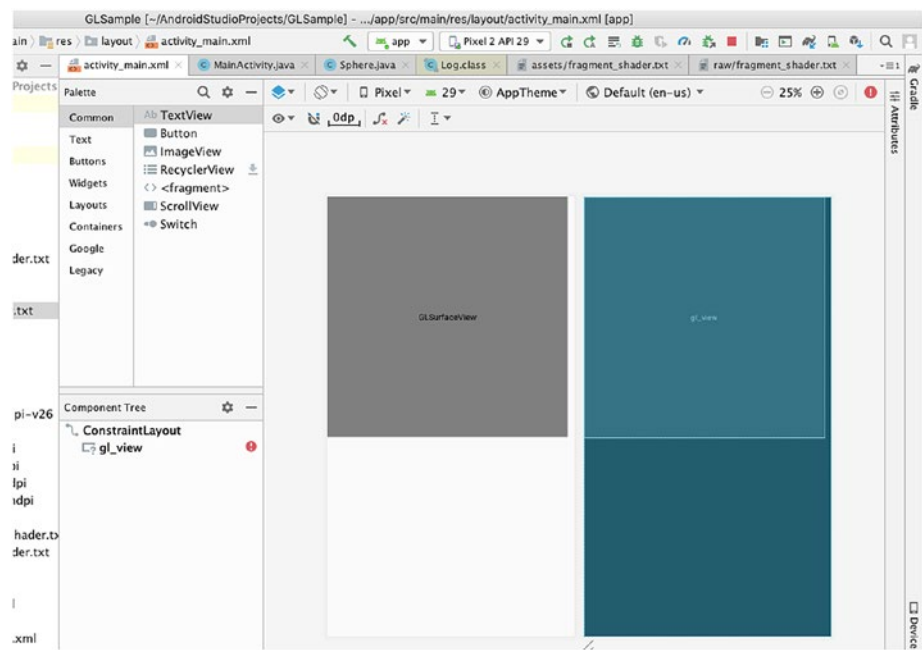 GLSample [~/AndroidStudioProjects/GLSample] - .../app/src/main/res/layout/activity_main.xml [app]
ain res layout activity_main.xml app Pixel 2 API 29
activity_main.xml MainActivity.java Sphere.java Log.class assets/fragment_shader.txt raw/fragment_shader.txt
Projects
Palette
Pixel 29 AppTheme Default (en-us) 25%
Gradle
Attributes
Common
Text
Buttons
Widgets
Layouts
Containers
Google
Legacy
Ab TextView
Button
ImageView
RecyclerView
<fragment>
ScrollView
Switch
0dp
der.txt
.txt
GLSurfaceView
gl_view
Component Tree
ConstraintLayout
gl_view
pi-v26
i
pi
dpi
hdpi
hader.tx
der.txt
.xml
Device